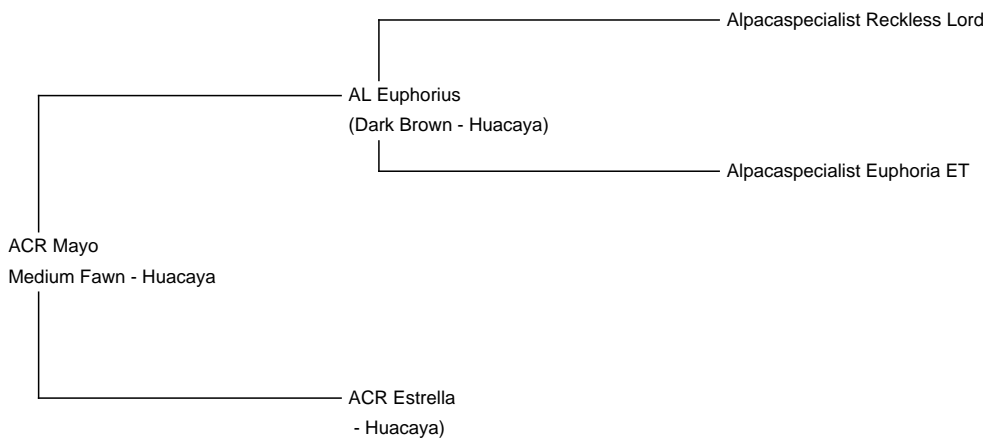 Alpacaspecialist Reckless Lord
AL Euphorius
(Dark Brown - Huacaya)
Alpacaspecialist Euphoria ET
ACR Mayo
Medium Fawn - Huacaya
ACR Estrella
- Huacaya)